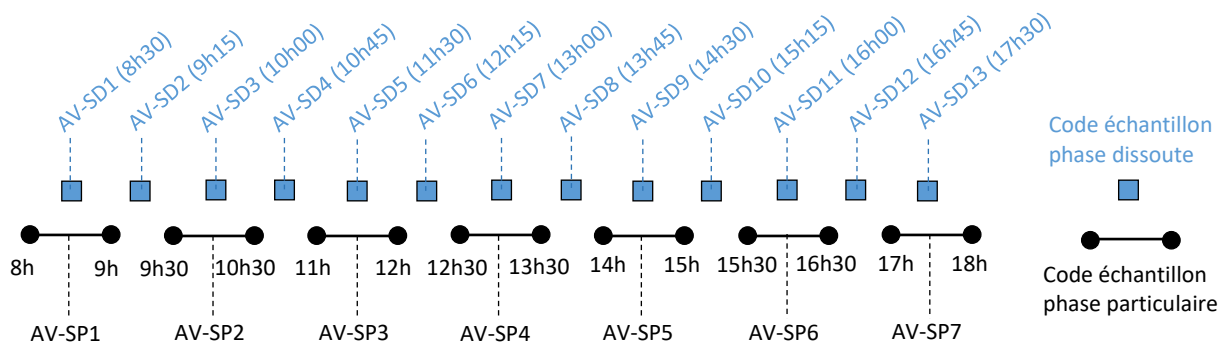 AV-SD1 (8h30)
AV-SD2 (9h15)
AV-SD3 (10h00)
AV-SD4 (10h45)
AV-SD5 (11h30)
AV-SD6 (12h15)
AV-SD7 (13h00)
AV-SD8 (13h45)
AV-SD9 (14h30)
AV-SD10 (15h15)
AV-SD11 (16h00)
AV-SD12 (16h45)
AV-SD13 (17h30)
Code échantillon
phase dissoute
8h 9h 9h30 10h30 11h 12h 12h30 13h30 14h 15h 15h30 16h30 17h 18h
Code échantillon
phase particulaire
AV-SP1 AV-SP2 AV-SP3 AV-SP4 AV-SP5 AV-SP6 AV-SP7